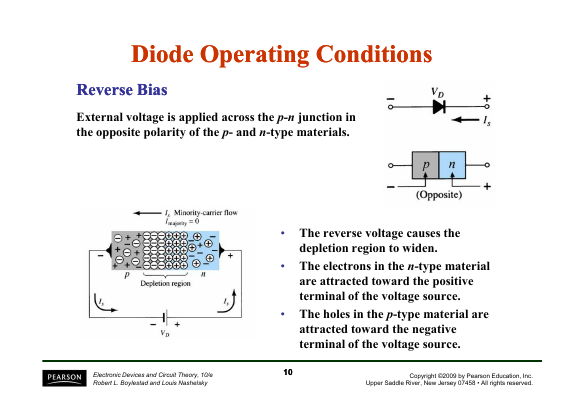 Diode Operating Conditions
Reverse Bias
External voltage is applied across the p-n junction in
the opposite polarity of the p- and n-type materials.
− V_D +
I_s
p n
− +
(Opposite)
I_s Minority-carrier flow
I_majority = 0
− +
p n
Depletion region
I_s I_s
− +
V_D
• The reverse voltage causes the
depletion region to widen.
• The electrons in the n-type material
are attracted toward the positive
terminal of the voltage source.
• The holes in the p-type material are
attracted toward the negative
terminal of the voltage source.
PEARSON
Electronic Devices and Circuit Theory, 10/e
Robert L. Boylestad and Louis Nashelsky
10
Copyright ©2009 by Pearson Education, Inc.
Upper Saddle River, New Jersey 07458 • All rights reserved.